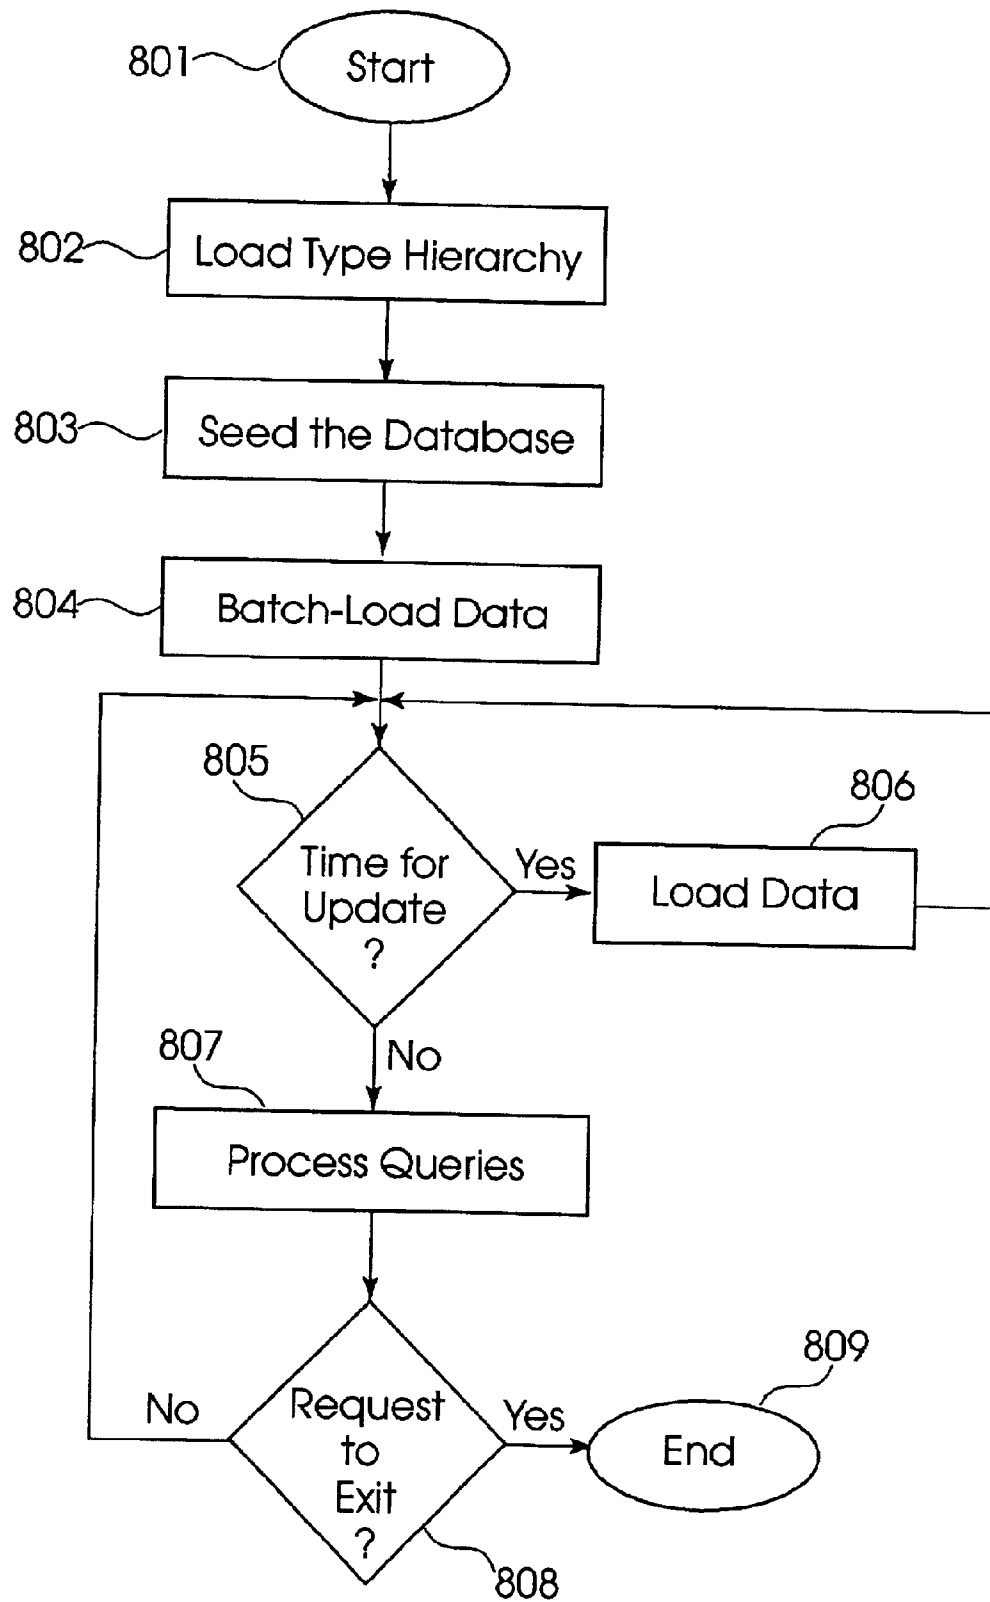 801
Start
802
Load Type Hierarchy
803
Seed the Database
804
Batch-Load Data
805
806
Time for
Update
?
Yes
Load Data
No
807
Process Queries
809
Request
to
Exit
?
No
Yes
End
808